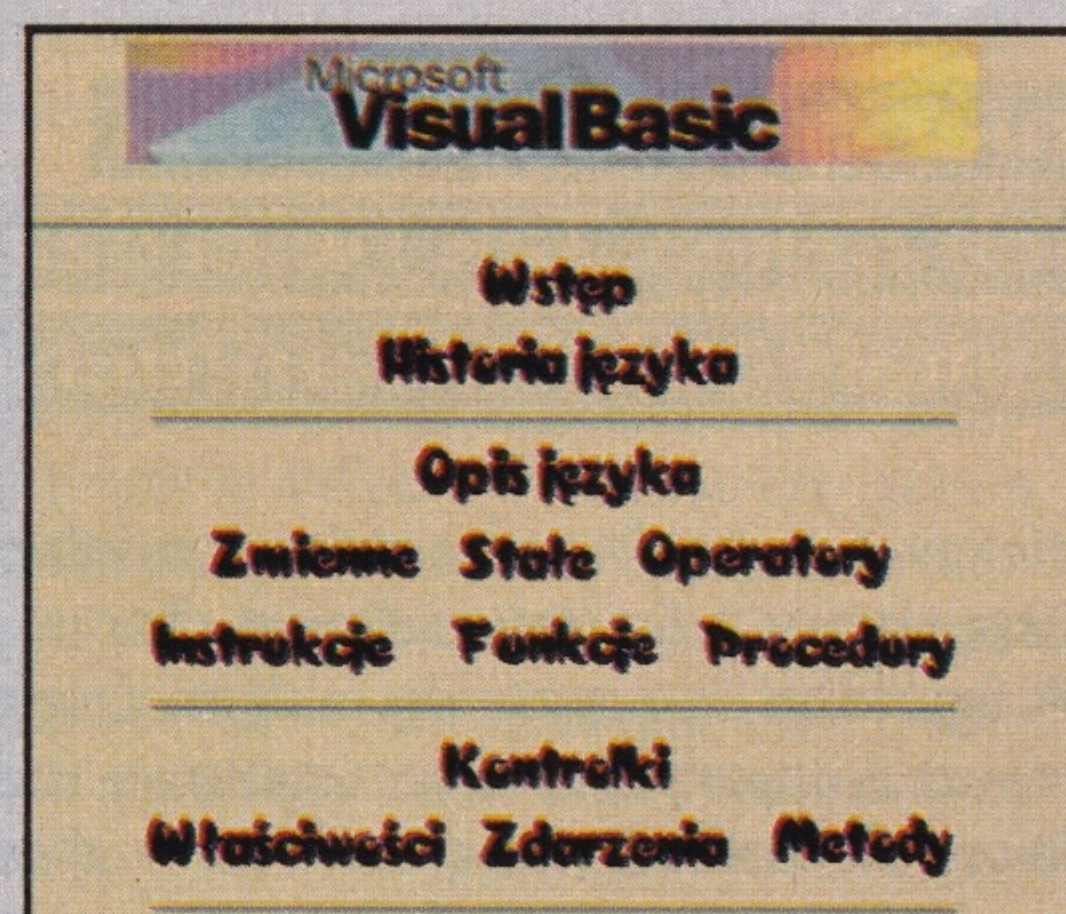 Microsoft
Visual Basic
Wstęp
Historia języka
Opis języka
Zmienne Stałe Operatory
Instrukcje Funkcje Procedury
Kontrolki
Właściwości Zdarzenia Metody